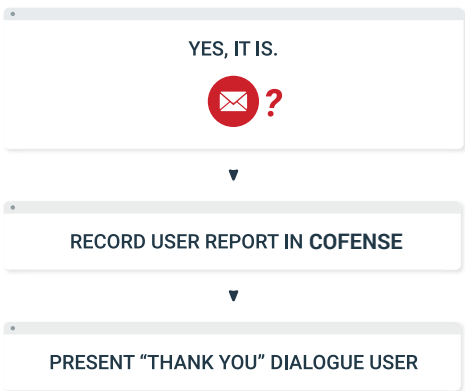 YES, IT IS.
?
RECORD USER REPORT IN COFENSE
PRESENT “THANK YOU” DIALOGUE USER